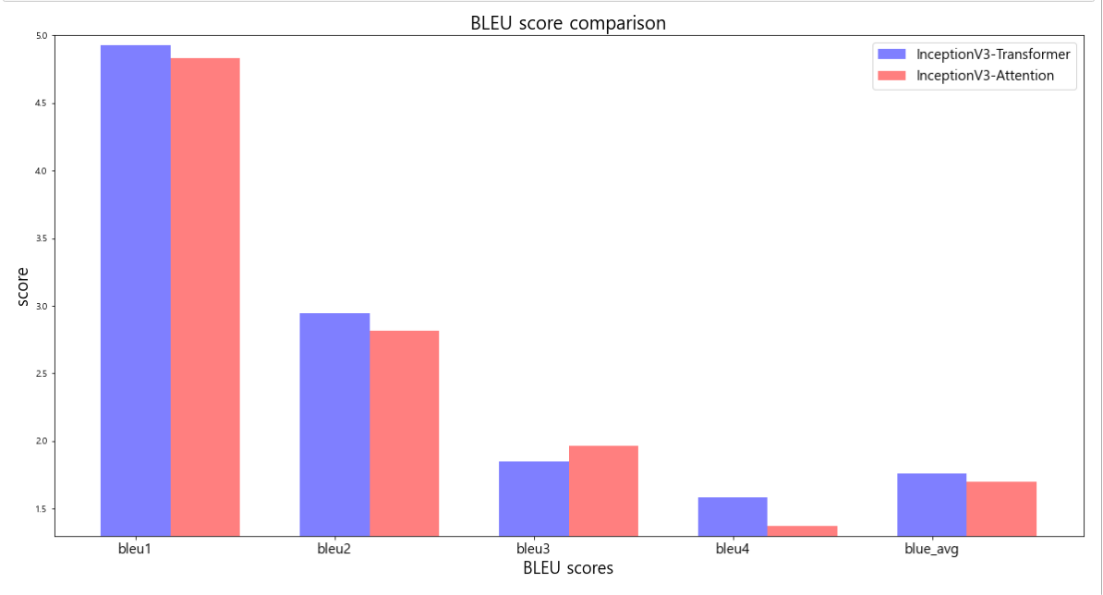 BLEU score comparison
InceptionV3-Transformer
InceptionV3-Attention
score
5.0
4.5
4.0
3.5
3.0
2.5
2.0
1.5
bleu1 bleu2 bleu3 bleu4 blue_avg
BLEU scores